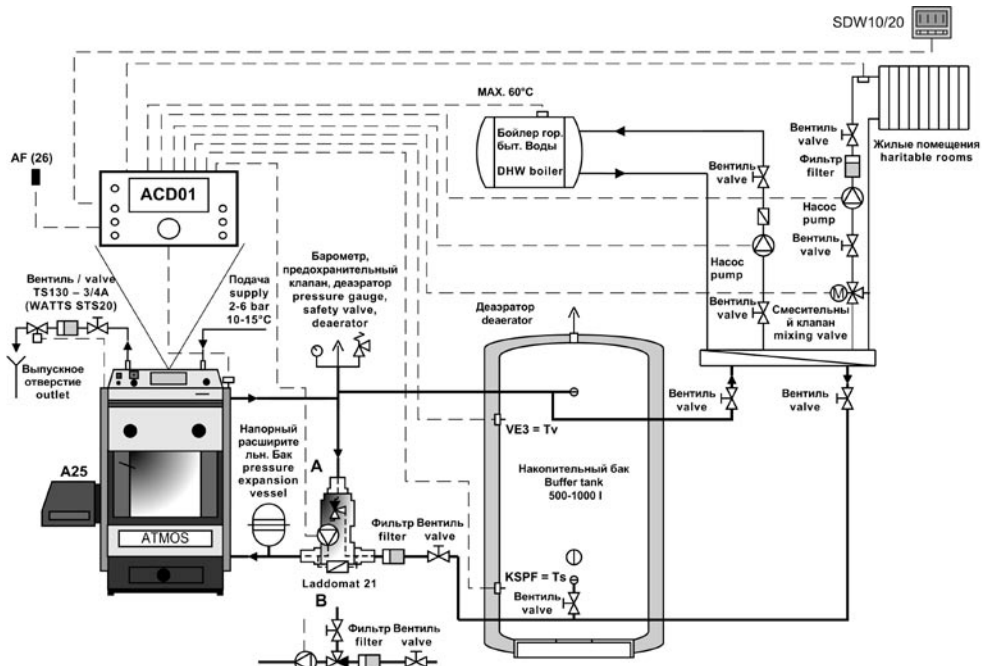 SDW10/20
MAX. 60°C
Бойлер гор.
быт. Воды
DHW boiler
Вентиль
valve
Жилые помещения
haritable rooms
Фильтр
filter
Вентиль
valve
Насос
pump
Вентиль
valve
Насос
pump
Вентиль
valve
M
Смесительны
й клапан
mixing valve
AF (26)
ACD01
Вентиль / valve
TS130 – 3/4A
(WATTS STS20)
Подача
supply
2-6 bar
10-15°C
Барометр,
предохранительный
клапан, деаэратор
pressure gauge,
safety valve,
deaerator
Деаэратор
deaerator
Выпускное
отверстие
outlet
Вентиль
valve
Вентиль
valve
Напорный
расширите
льн. Бак
pressure
expansion
vessel
A
VE3 = Tv
Накопительный бак
Buffer tank
500-1000 l
A25
ATMOS
Фильтр Вентиль
filter valve
Laddomat 21
KSPF = Ts
Вентиль
valve
B
Фильтр Вентиль
filter valve